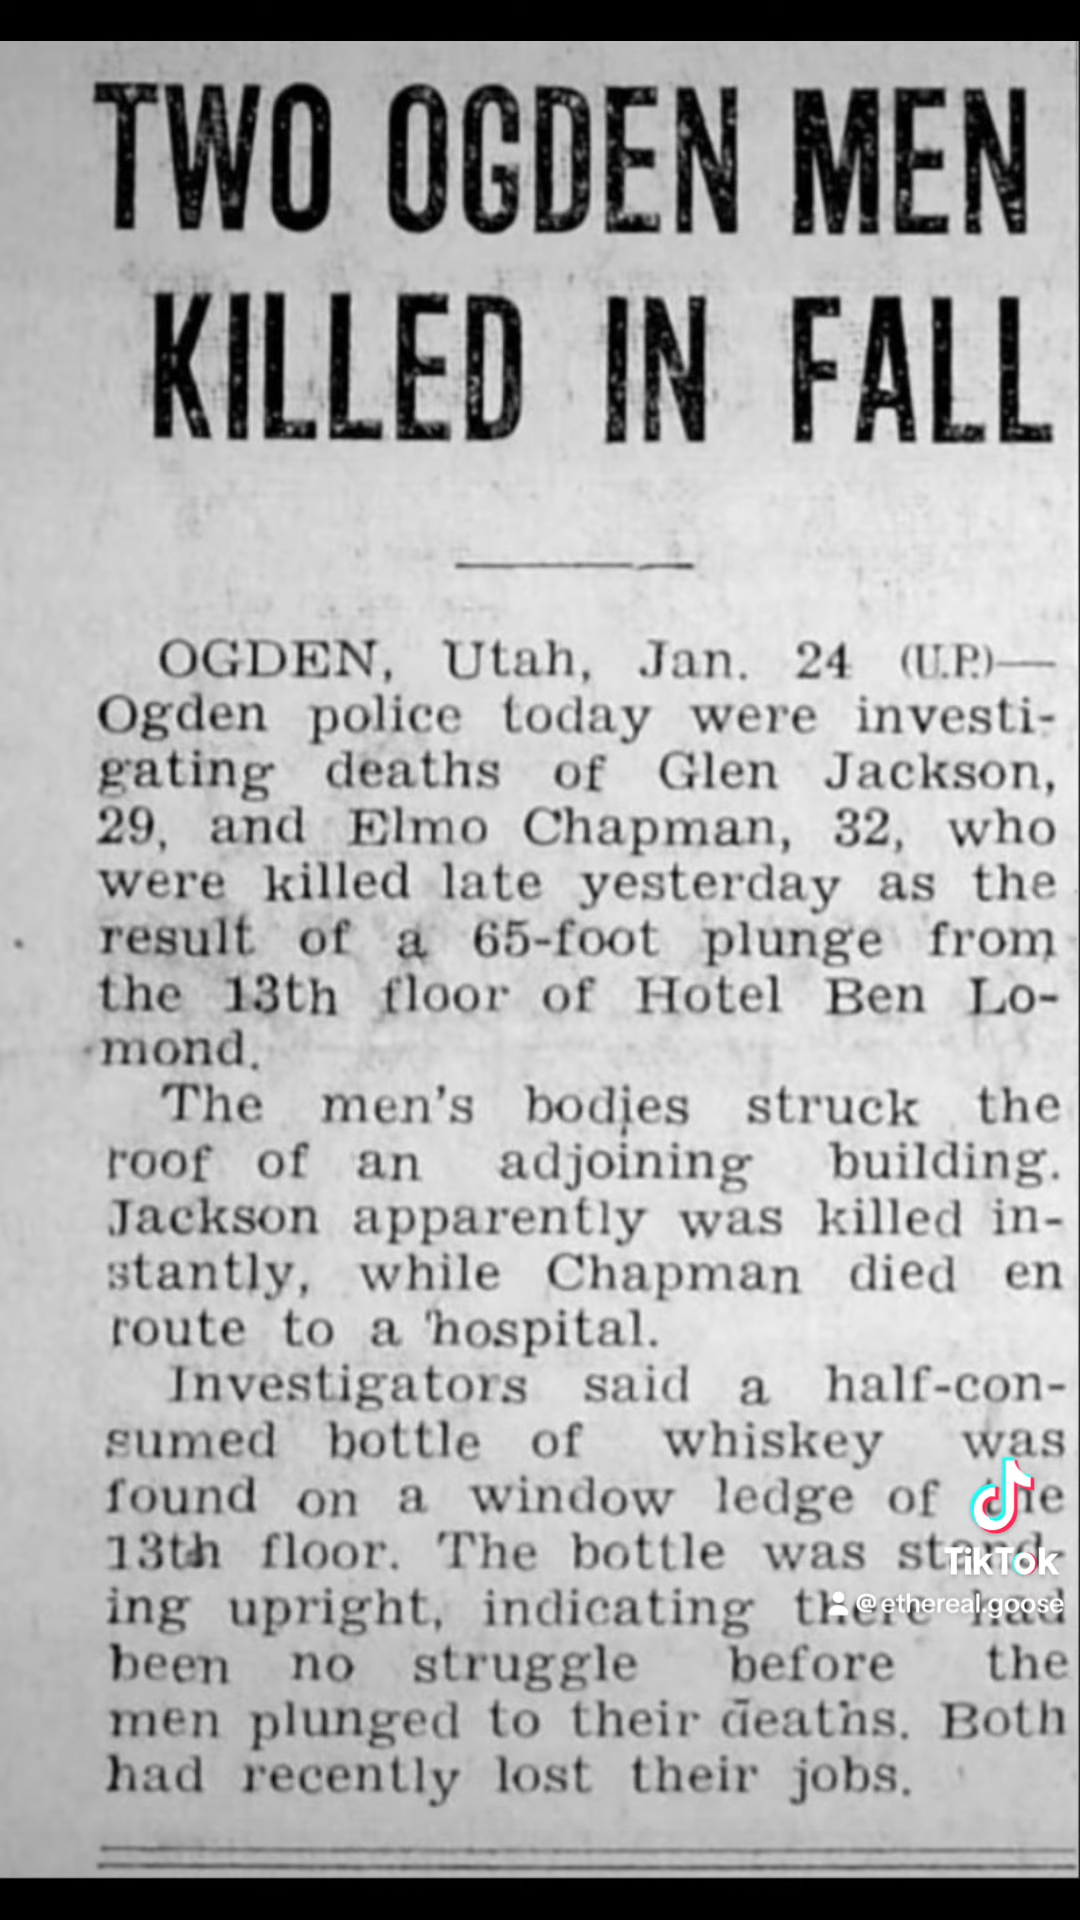 TWO OGDEN MEN
KILLED IN FALL
OGDEN, Utah, Jan. 24 (U.P.)—
Ogden police today were investi-
gating deaths of Glen Jackson,
29, and Elmo Chapman, 32, who
were killed late yesterday as the
result of a 65-foot plunge from
the 13th floor of Hotel Ben Lo-
mond.
The men's bodies struck the
roof of an adjoining building.
Jackson apparently was killed in-
stantly, while Chapman died en
route to a hospital.
Investigators said a half-con-
sumed bottle of whiskey was
found on a window ledge of the
13th floor. The bottle was stand-
ing upright, indicating there had
been no struggle before the
men plunged to their deaths. Both
had recently lost their jobs.
TikTok
@ethereal.goose